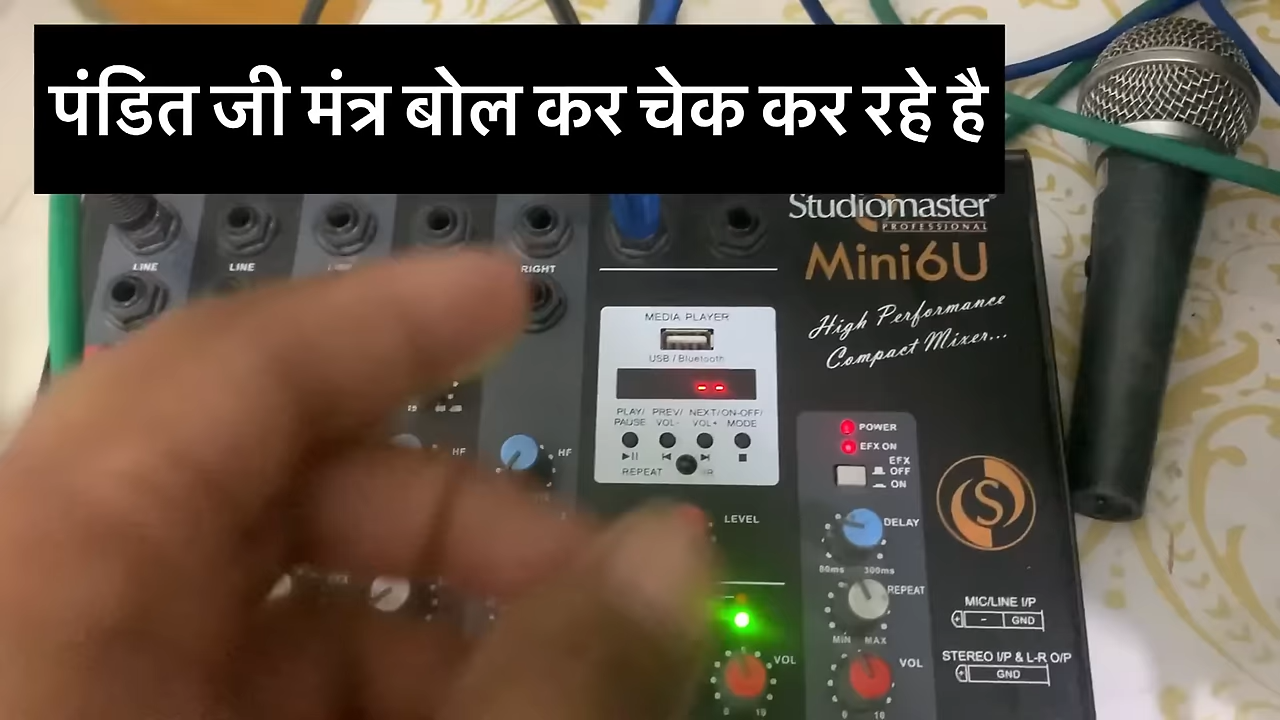 पंडित जी मंत्र बोल कर चेक कर रहे है
Studiomaster
PROFESSIONAL
Mini6U
High Performance
Compact Mixer...
LINE
LINE
RIGHT
MEDIA PLAYER
USB / Bluetooth
PLAY/ PREV/ NEXT/ ON-OFF/
PAUSE VOL- VOL+ MODE
REPEAT
HF
HF
LEVEL
POWER
EFX ON
EFX
OFF
ON
DELAY
80ms 300ms
REPEAT
MIN MAX
VOL
VOL
0 10
MIC/LINE I/P
+ - GND
STEREO I/P & L-R O/P
+ GND